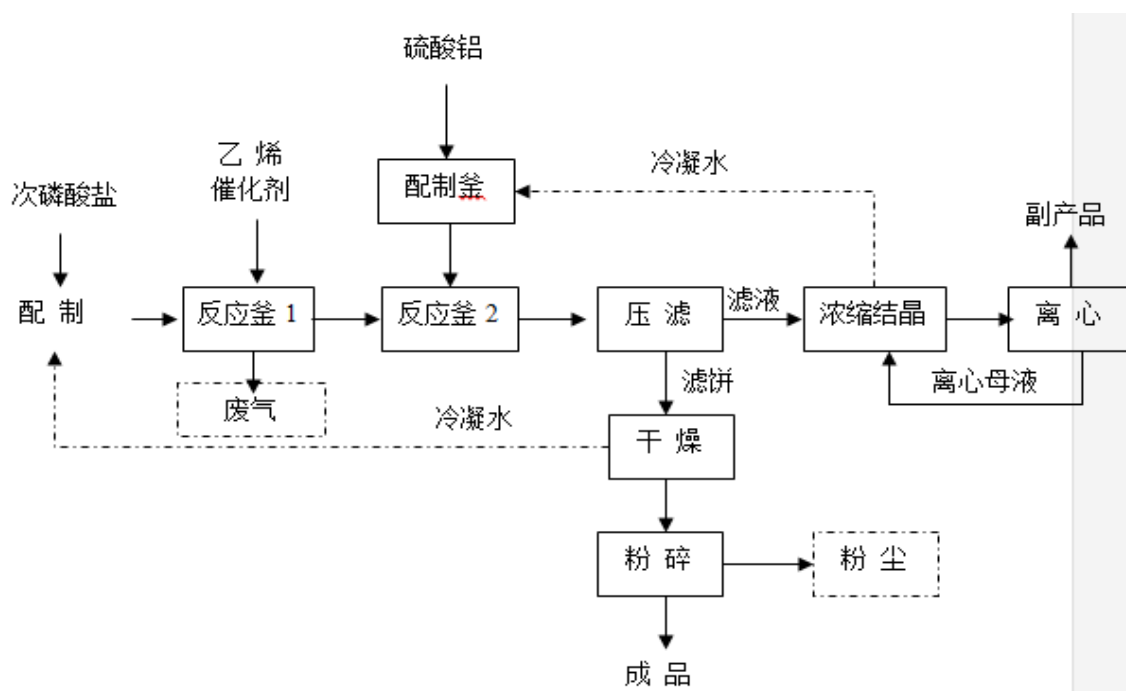 硫酸铝
乙 烯
催化剂
冷凝水
次磷酸盐
配制釜
副产品
配 制
反应釜 1
反应釜 2
压 滤
滤液
浓缩结晶
离 心
滤饼
离心母液
废气
冷凝水
干 燥
粉 碎
粉 尘
成 品